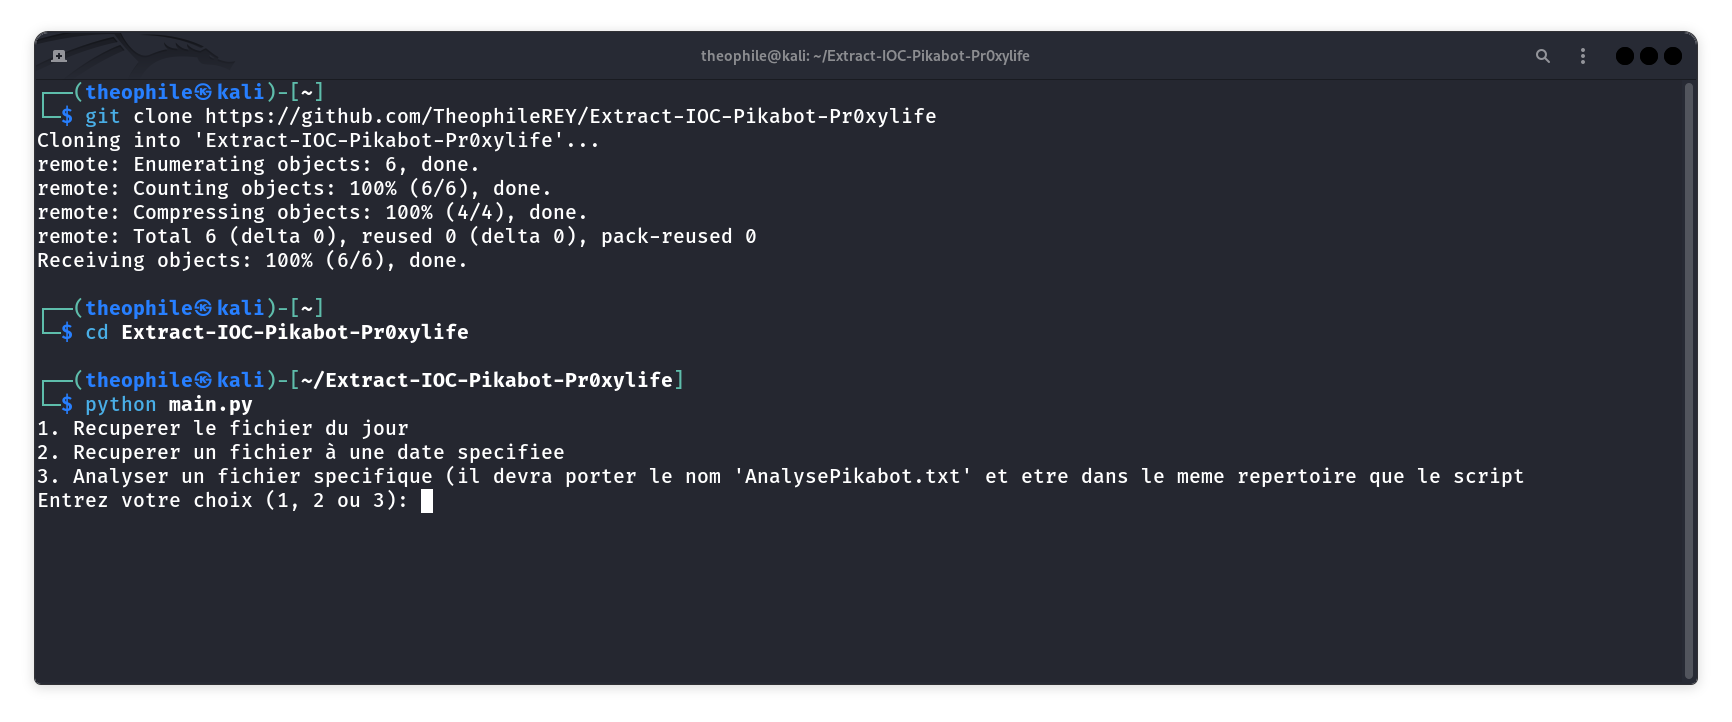 theophile@kali: ~/Extract-IOC-Pikabot-Pr0xylife
┌──(theophile㉿kali)-[~]
└─$ git clone https://github.com/TheophileREY/Extract-IOC-Pikabot-Pr0xylife
Cloning into 'Extract-IOC-Pikabot-Pr0xylife'...
remote: Enumerating objects: 6, done.
remote: Counting objects: 100% (6/6), done.
remote: Compressing objects: 100% (4/4), done.
remote: Total 6 (delta 0), reused 0 (delta 0), pack-reused 0
Receiving objects: 100% (6/6), done.
┌──(theophile㉿kali)-[~]
└─$ cd Extract-IOC-Pikabot-Pr0xylife
┌──(theophile㉿kali)-[~/Extract-IOC-Pikabot-Pr0xylife]
└─$ python main.py
1. Recuperer le fichier du jour
2. Recuperer un fichier à une date specifiee
3. Analyser un fichier specifique (il devra porter le nom 'AnalysePikabot.txt' et etre dans le meme repertoire que le script
Entrez votre choix (1, 2 ou 3):